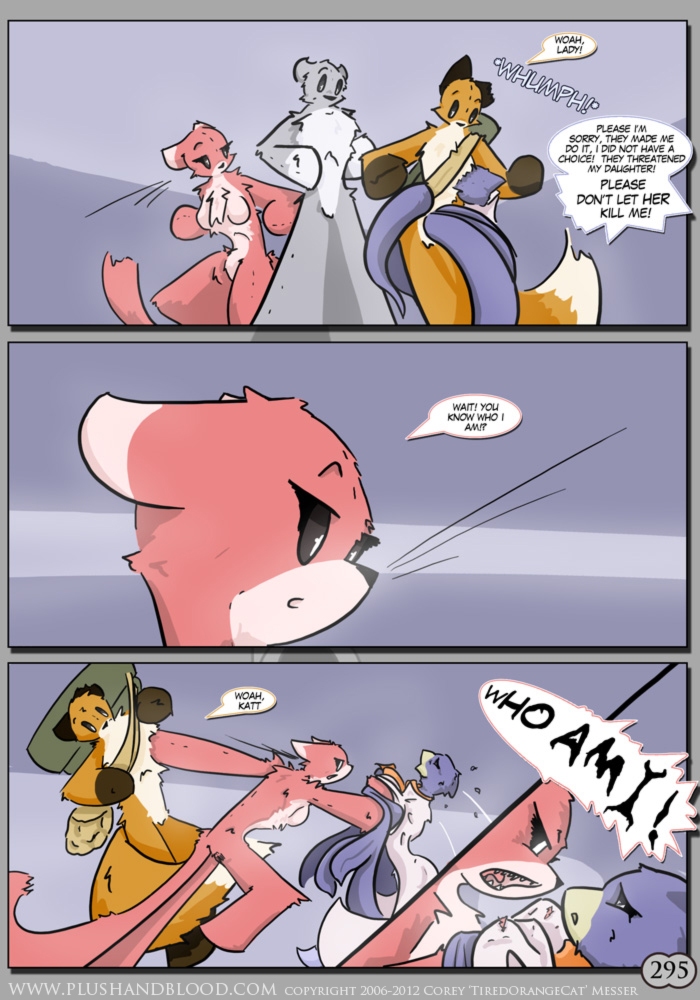 WOAH,
LADY!
*WHUMPH!*
PLEASE I'M
SORRY, THEY MADE ME
DO IT, I DID NOT HAVE A
CHOICE! THEY THREATENED
MY DAUGHTER!
PLEASE
DON'T LET HER
KILL ME!
WAIT! YOU
KNOW WHO I
AM!?
WOAH,
KATT
WHO AM I!
295
WWW.PLUSHANDBLOOD.COM COPYRIGHT 2006-2012 COREY 'TIREDORANGECAT' MESSER